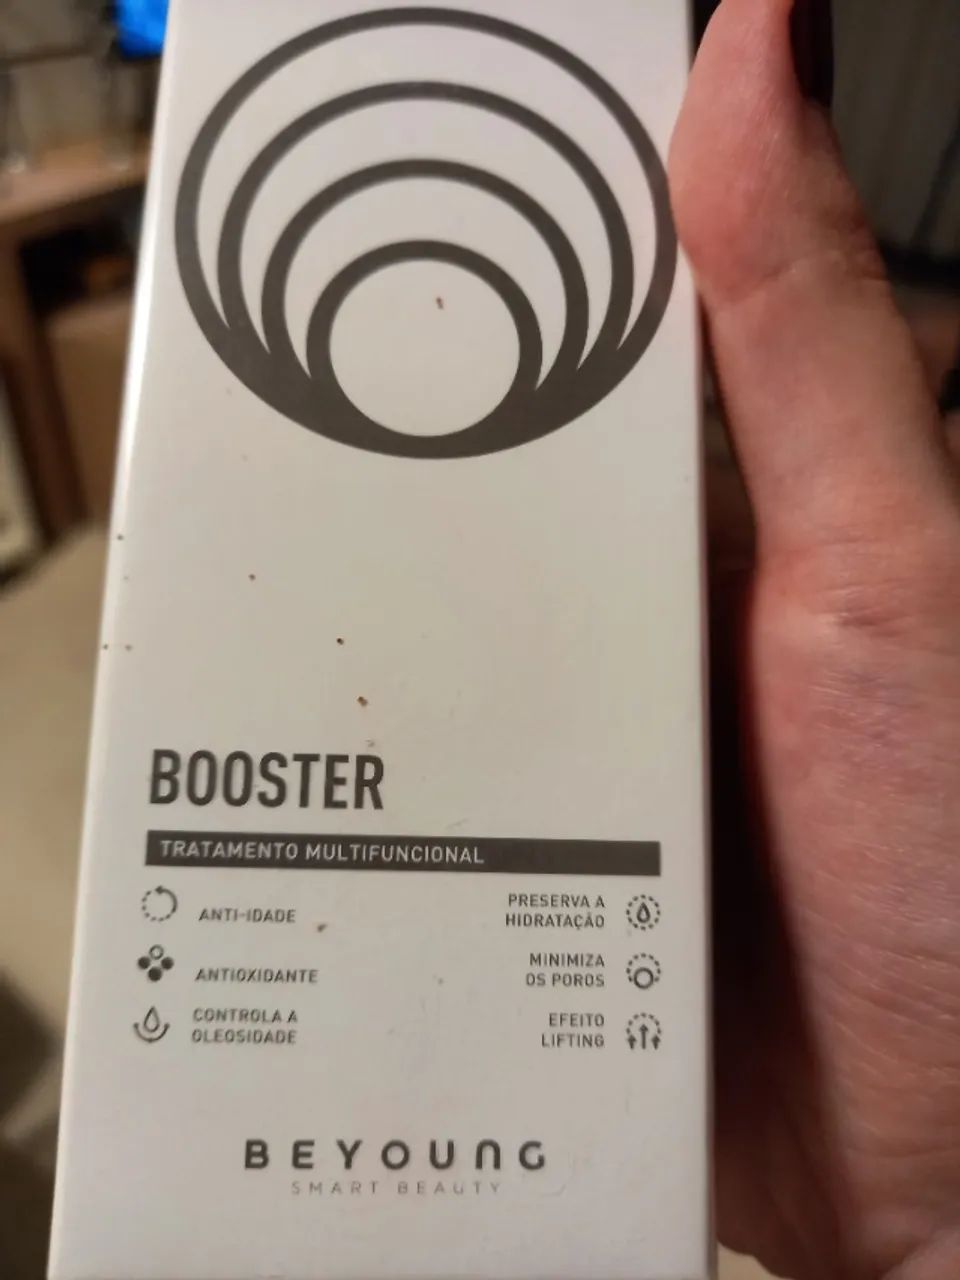 BOOSTER
TRATAMENTO MULTIFUNCIONAL
ANTI-IDADE
ANTIOXIDANTE
CONTROLA A
OLEOSIDADE
PRESERVA A
HIDRATAÇÃO
MINIMIZA
OS POROS
EFEITO
LIFTING
BEYOUNG
SMART BEAUTY